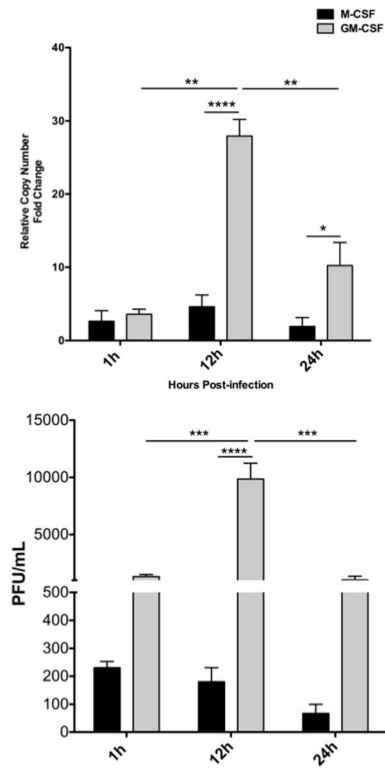 M-CSF
GM-CSF
**
**
****
*
40
30
20
10
0
Relative Copy Number
Fold Change
1h
12h
24h
Hours Post-infection
***
***
****
15000
10000
5000
500
400
300
200
100
0
PFU/mL
1h
12h
24h